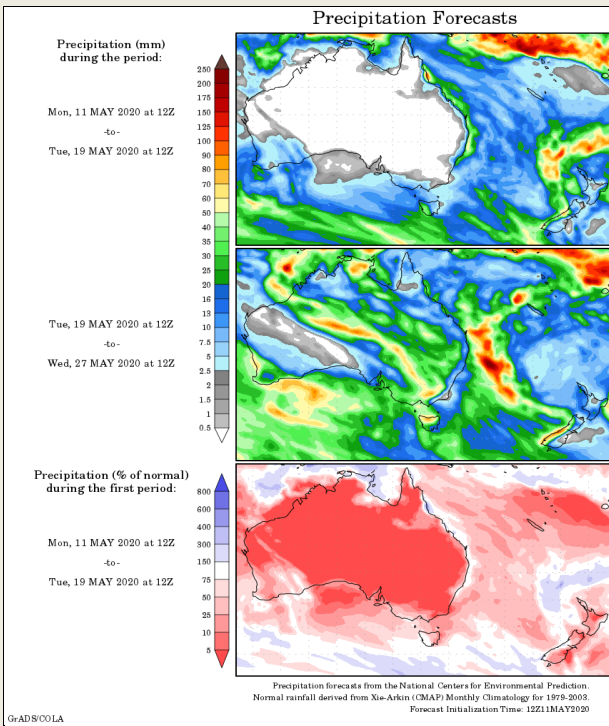 Precipitation Forecasts
Precipitation (mm)
during the period:
Mon, 11 MAY 2020 at 12Z
-to-
Tue, 19 MAY 2020 at 12Z
250
200
175
150
125
100
90
80
70
60
50
40
35
30
25
20
16
13
10
7.5
5
2.5
2
1.5
1
0.5
Tue, 19 MAY 2020 at 12Z
-to-
Wed, 27 MAY 2020 at 12Z
Precipitation (% of normal)
during the first period:
Mon, 11 MAY 2020 at 12Z
-to-
Tue, 19 MAY 2020 at 12Z
800
600
400
300
150
75
50
25
10
5
Precipitation forecasts from the National Centers for Environmental Prediction.
Normal rainfall derived from Xie-Arkin (CMAP) Monthly Climatology for 1979-2003.
Forecast Initialization Time: 12Z11MAY2020
GrADS/COLA